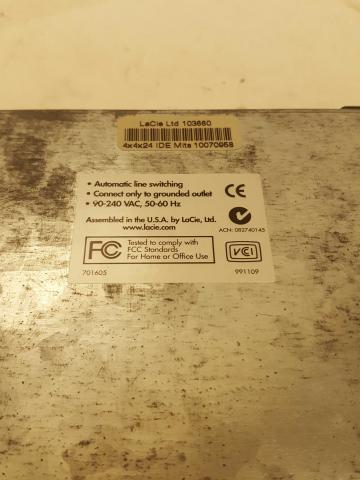 LaCie Ltd 103660
4x4x24 IDE Mits 10070958
• Automatic line switching
• Connect only to grounded outlet
• 90-240 VAC, 50-60 Hz
CE
Assembled in the U.S.A. by LaCie, Ltd.
www.lacie.com
ACN: 082740145
FC Tested to comply with
FCC Standards
For Home or Office Use
VCI
701605
991109